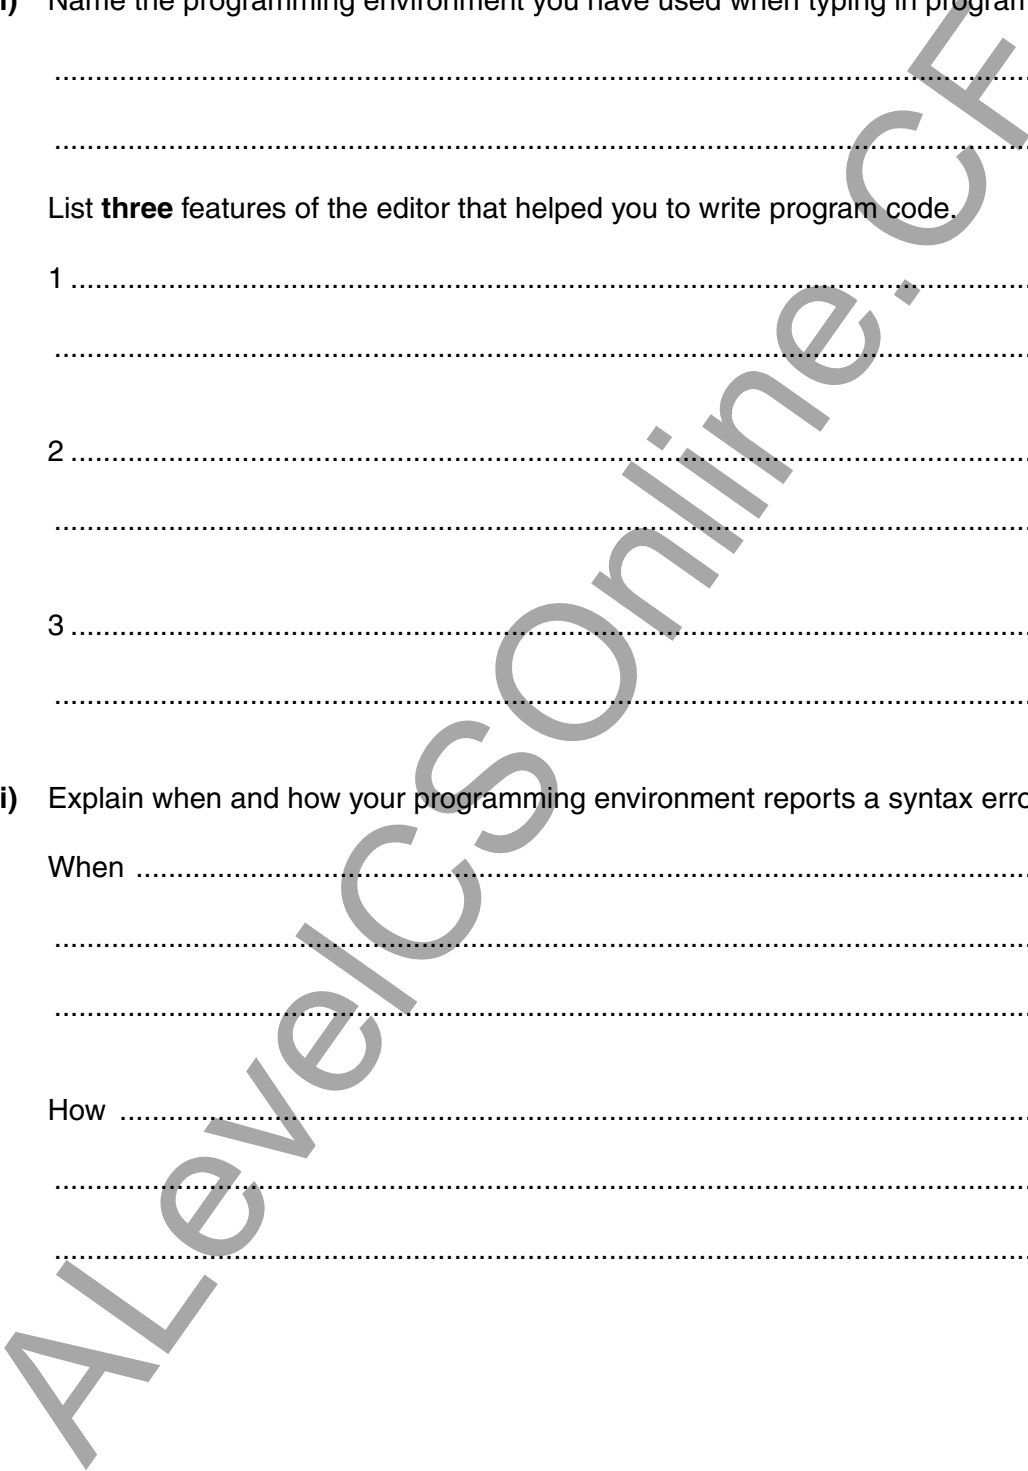 i) Name the programming environment you have used when typing in program
List three features of the editor that helped you to write program code.
1
2
3
i) Explain when and how your programming environment reports a syntax erro
When
How
ALevelCSOnline.CF